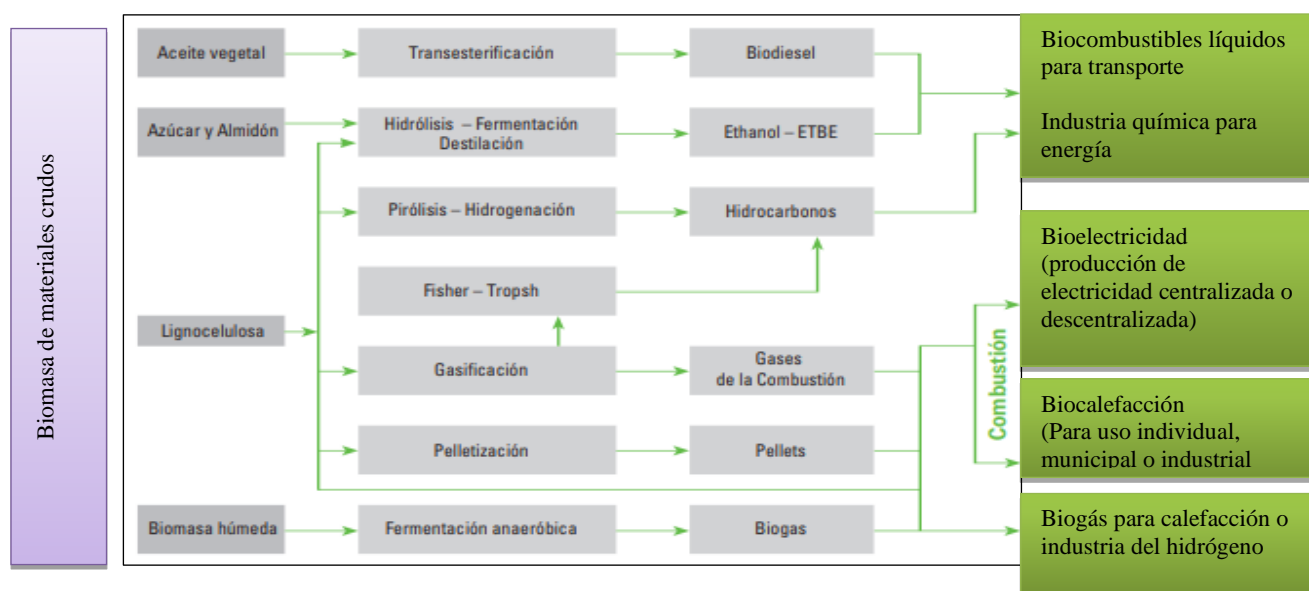 Biomasa de materiales crudos
Aceite vegetal
Transesterificación
Biodiesel
Azúcar y Almidón
Hidrólisis – Fermentación
Destilación
Ethanol – ETBE
Pirólisis – Hidrogenación
Hidrocarbonos
Fisher – Tropsh
Lignocelulosa
Gasificación
Gases
de la Combustión
Pelletización
Pellets
Biomasa húmeda
Fermentación anaeróbica
Biogas
Combustión
Biocombustibles líquidos
para transporte
Industria química para
energía
Bioelectricidad
(producción de
electricidad centralizada o
descentralizada)
Biocalefacción
(Para uso individual,
municipal o industrial
Biogás para calefacción o
industria del hidrógeno